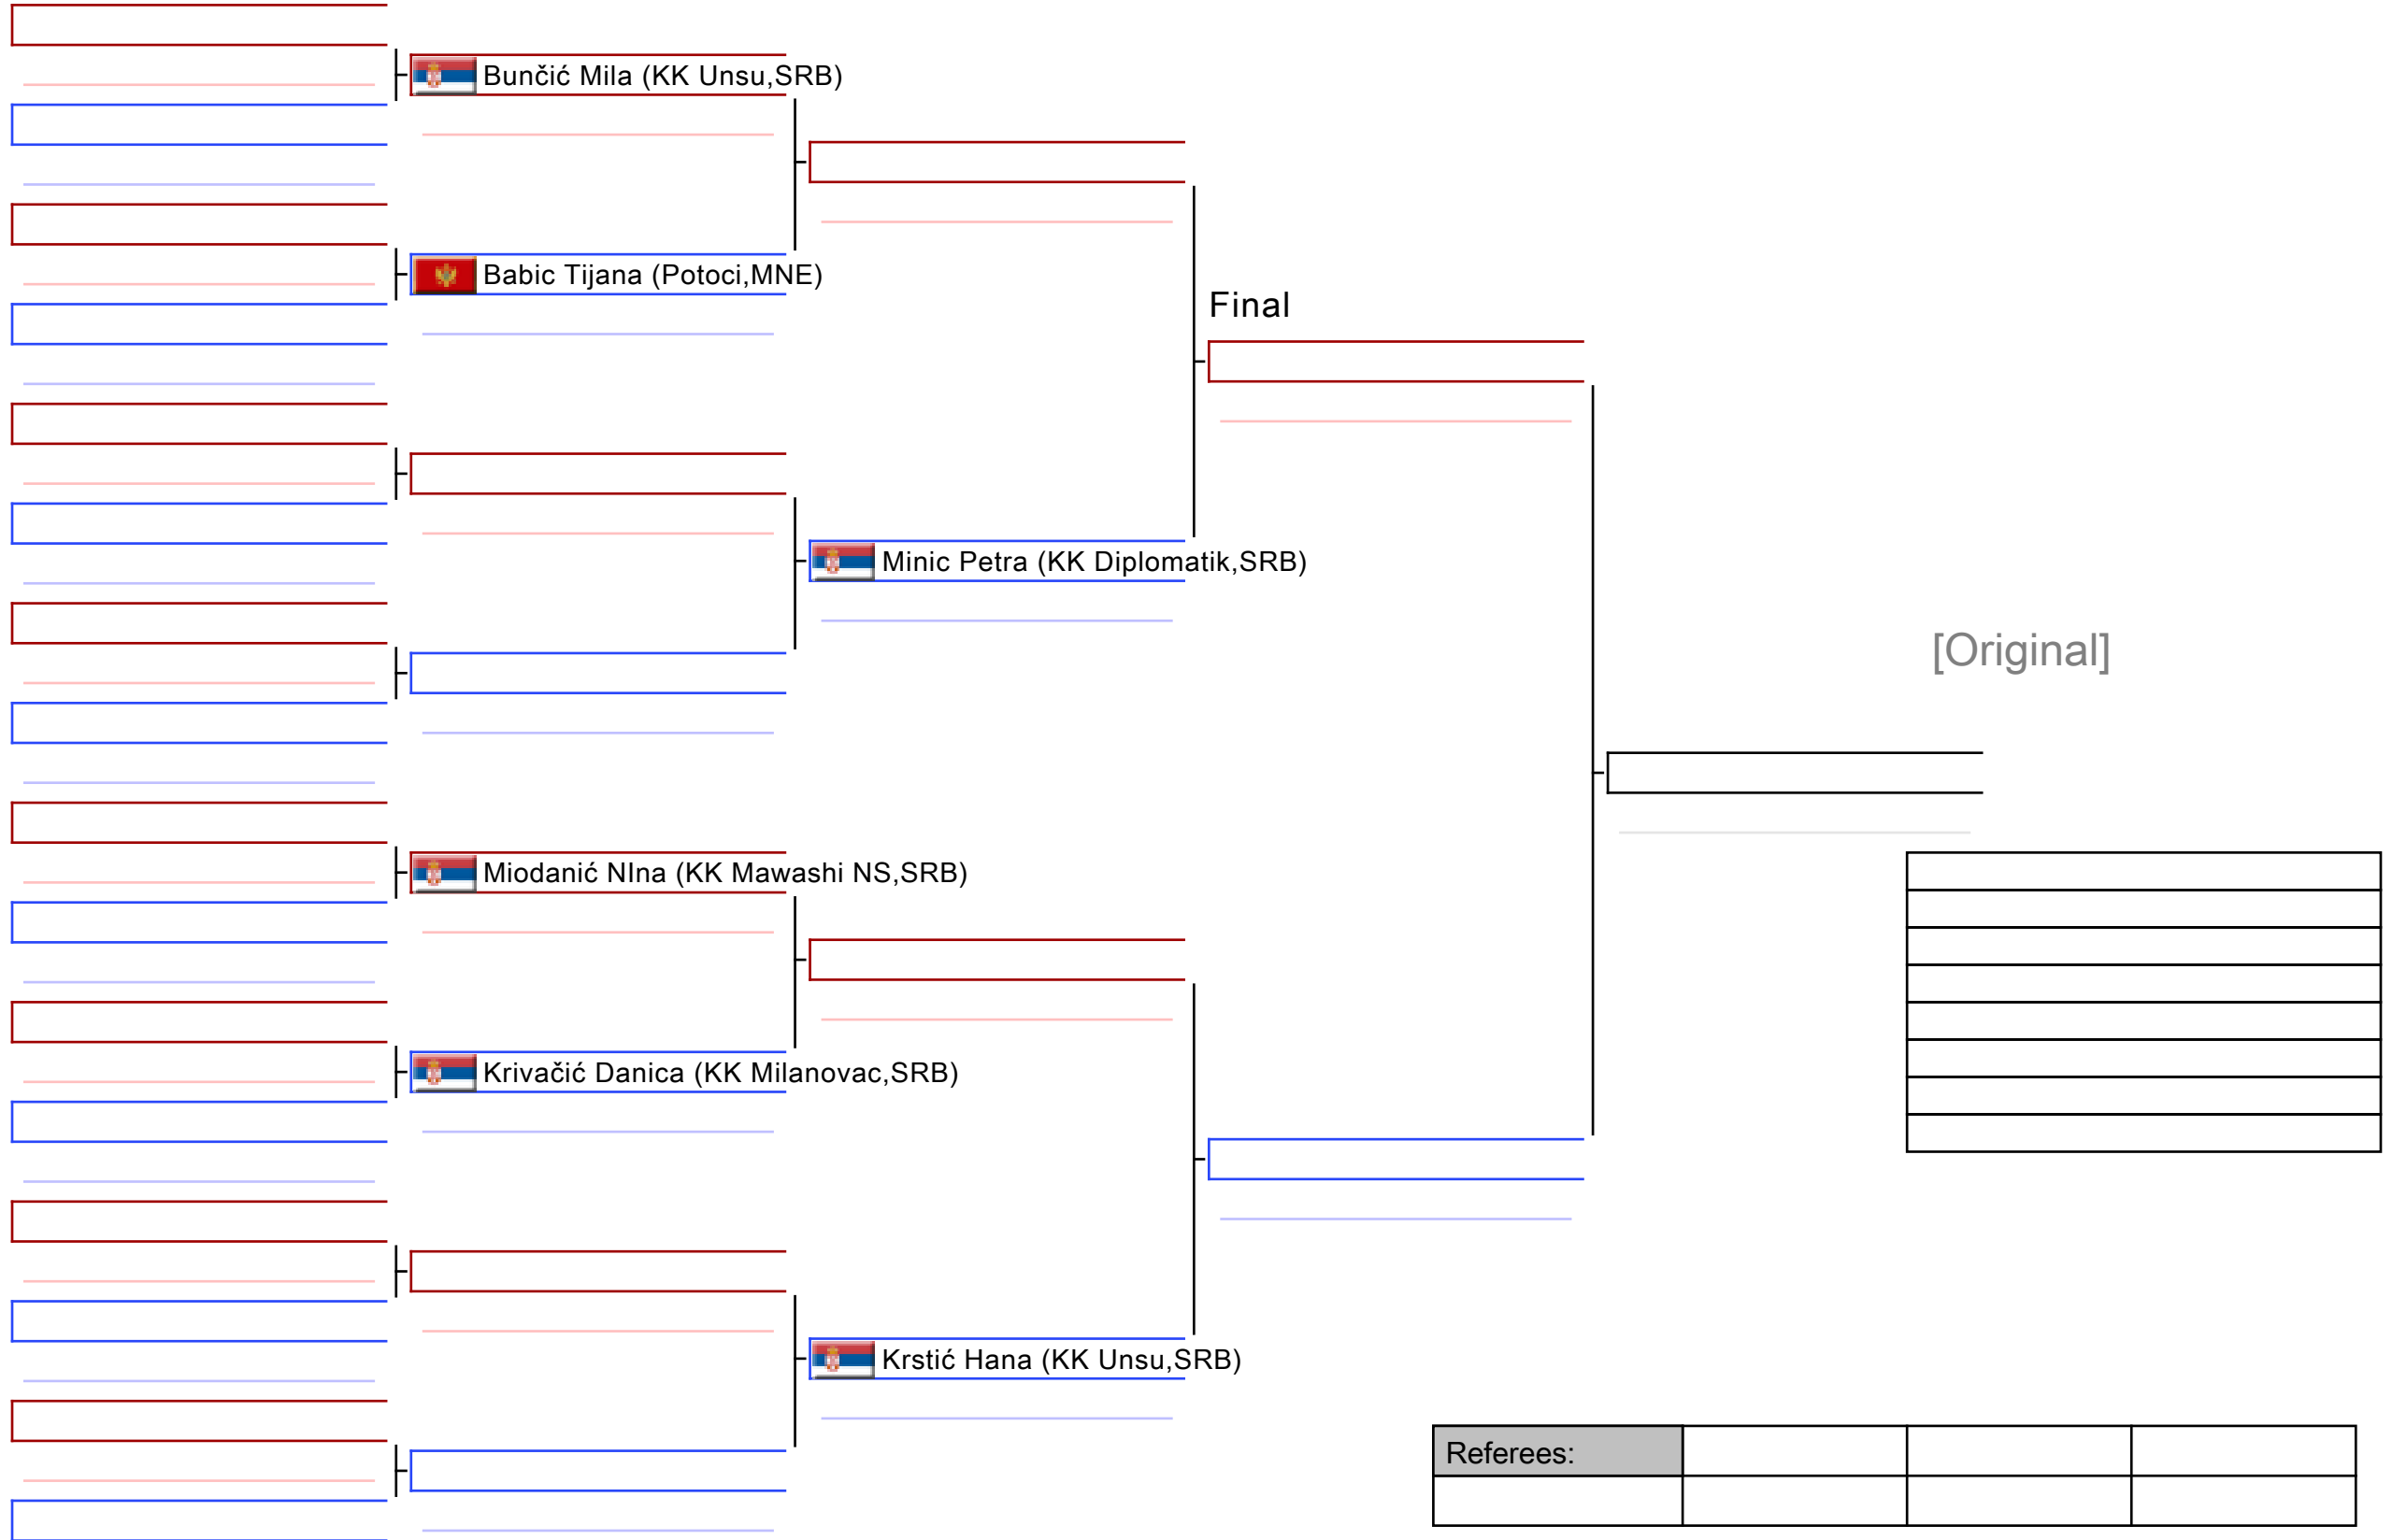 Bunčić Mila (KK Unsu,SRB)
Babic Tijana (Potoci,MNE)
Final
Minic Petra (KK Diplomatik,SRB)
[Original]
Miodanić NIna (KK Mawashi NS,SRB)
Krivačić Danica (KK Milanovac,SRB)
Krstić Hana (KK Unsu,SRB)
Referees: